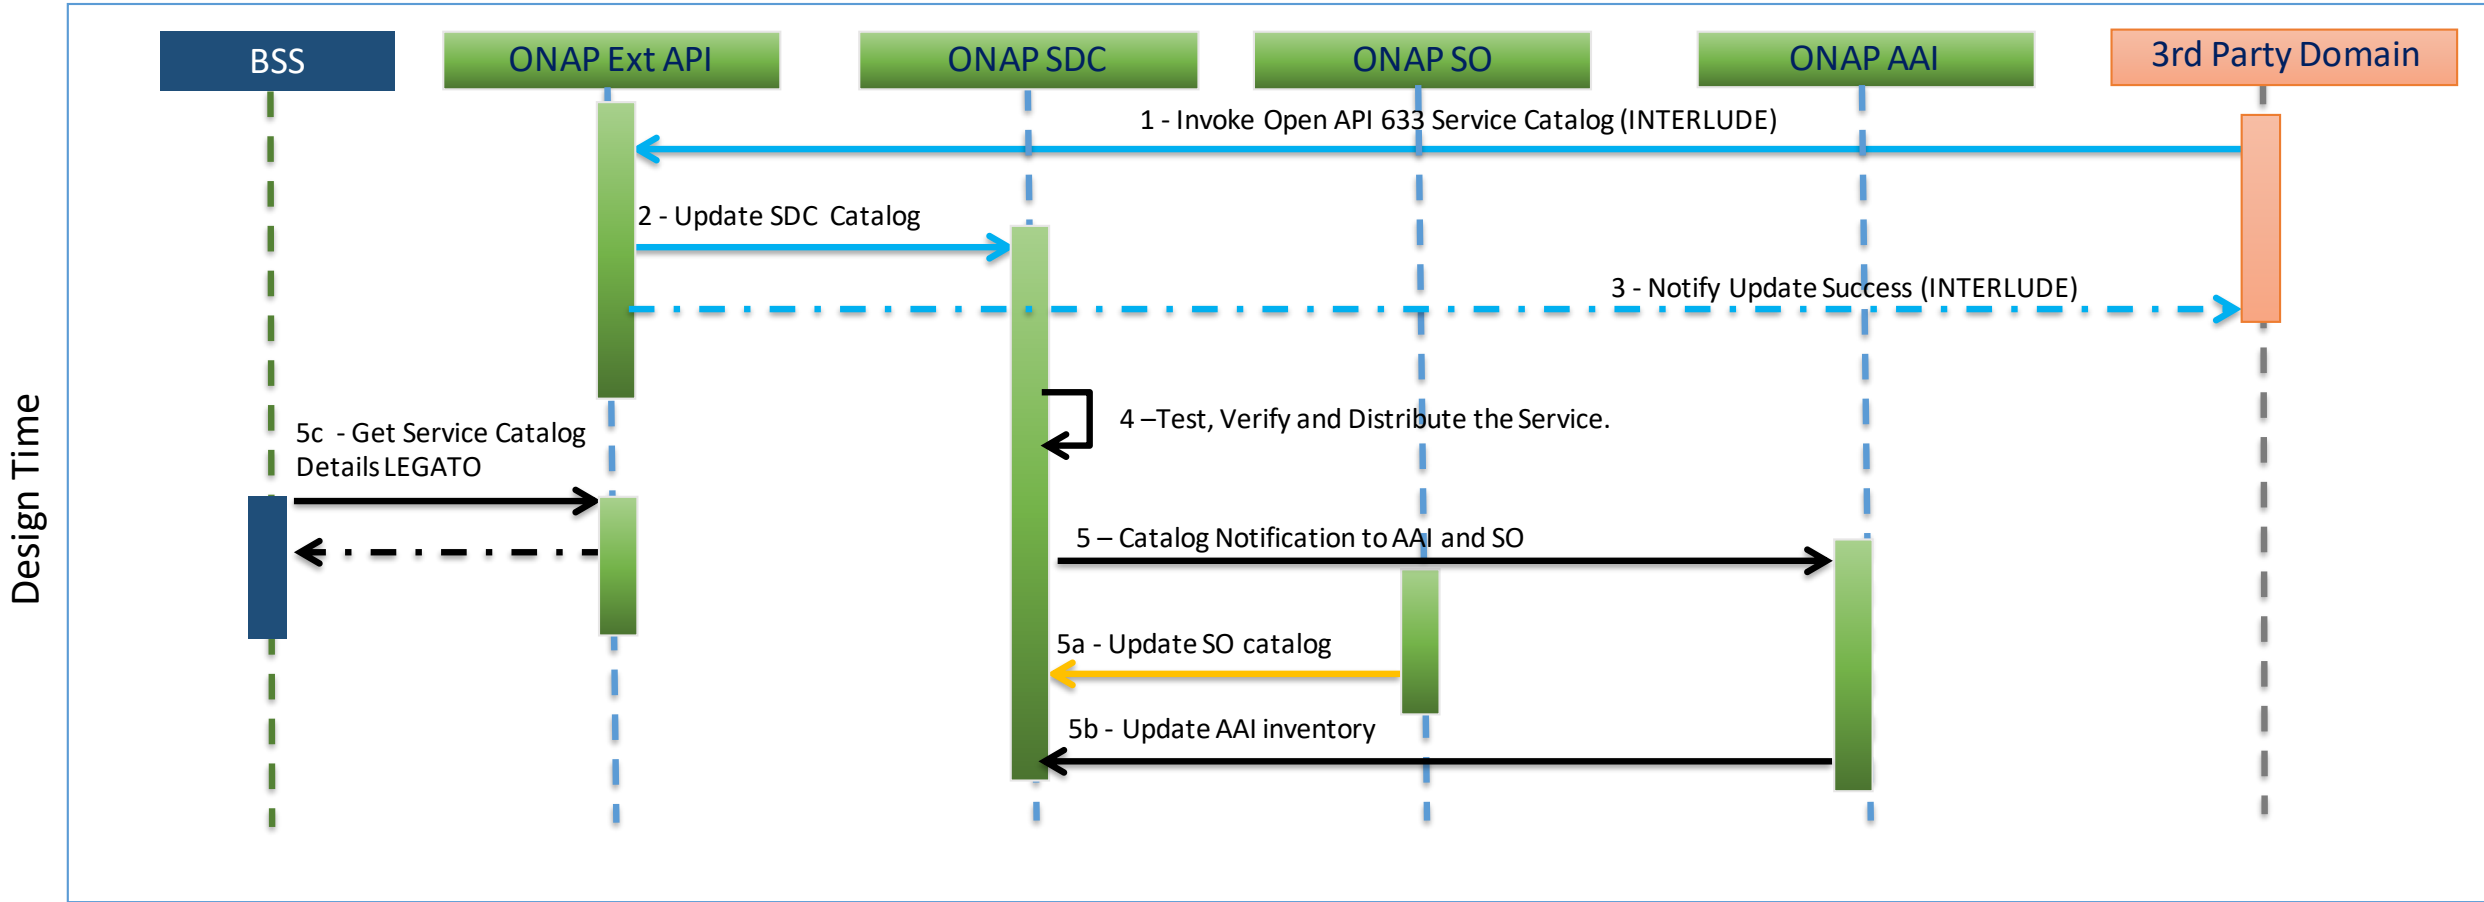 BSS
ONAP Ext API
ONAP SDC
ONAP SO
ONAP AAI
3rd Party Domain
1 - Invoke Open API 633 Service Catalog (INTERLUDE)
2 - Update SDC Catalog
3 - Notify Update Success (INTERLUDE)
4 –Test, Verify and Distribute the Service.
5c - Get Service Catalog
Details LEGATO
5 – Catalog Notification to AAI and SO
5a - Update SO catalog
5b - Update AAI inventory
Design Time